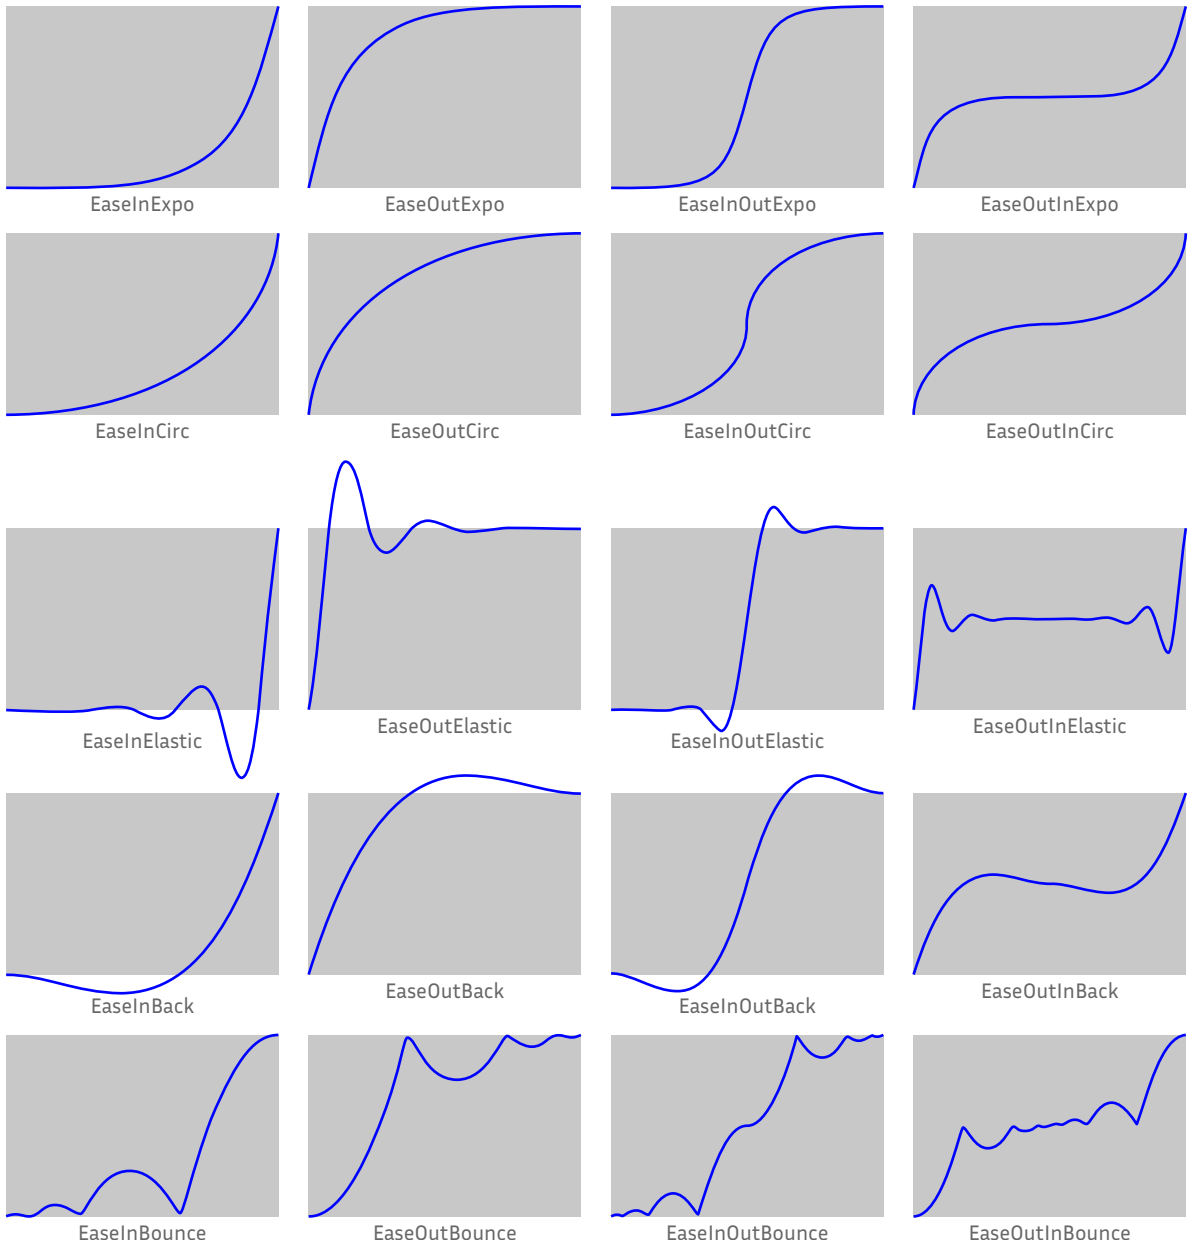 EaseInExpo
EaseOutExpo
EaseInOutExpo
EaseOutInExpo
EaseInCirc
EaseOutCirc
EaseInOutCirc
EaseOutInCirc
EaseInElastic
EaseOutElastic
EaseInOutElastic
EaseOutInElastic
EaseInBack
EaseOutBack
EaseInOutBack
EaseOutInBack
EaseInBounce
EaseOutBounce
EaseInOutBounce
EaseOutInBounce